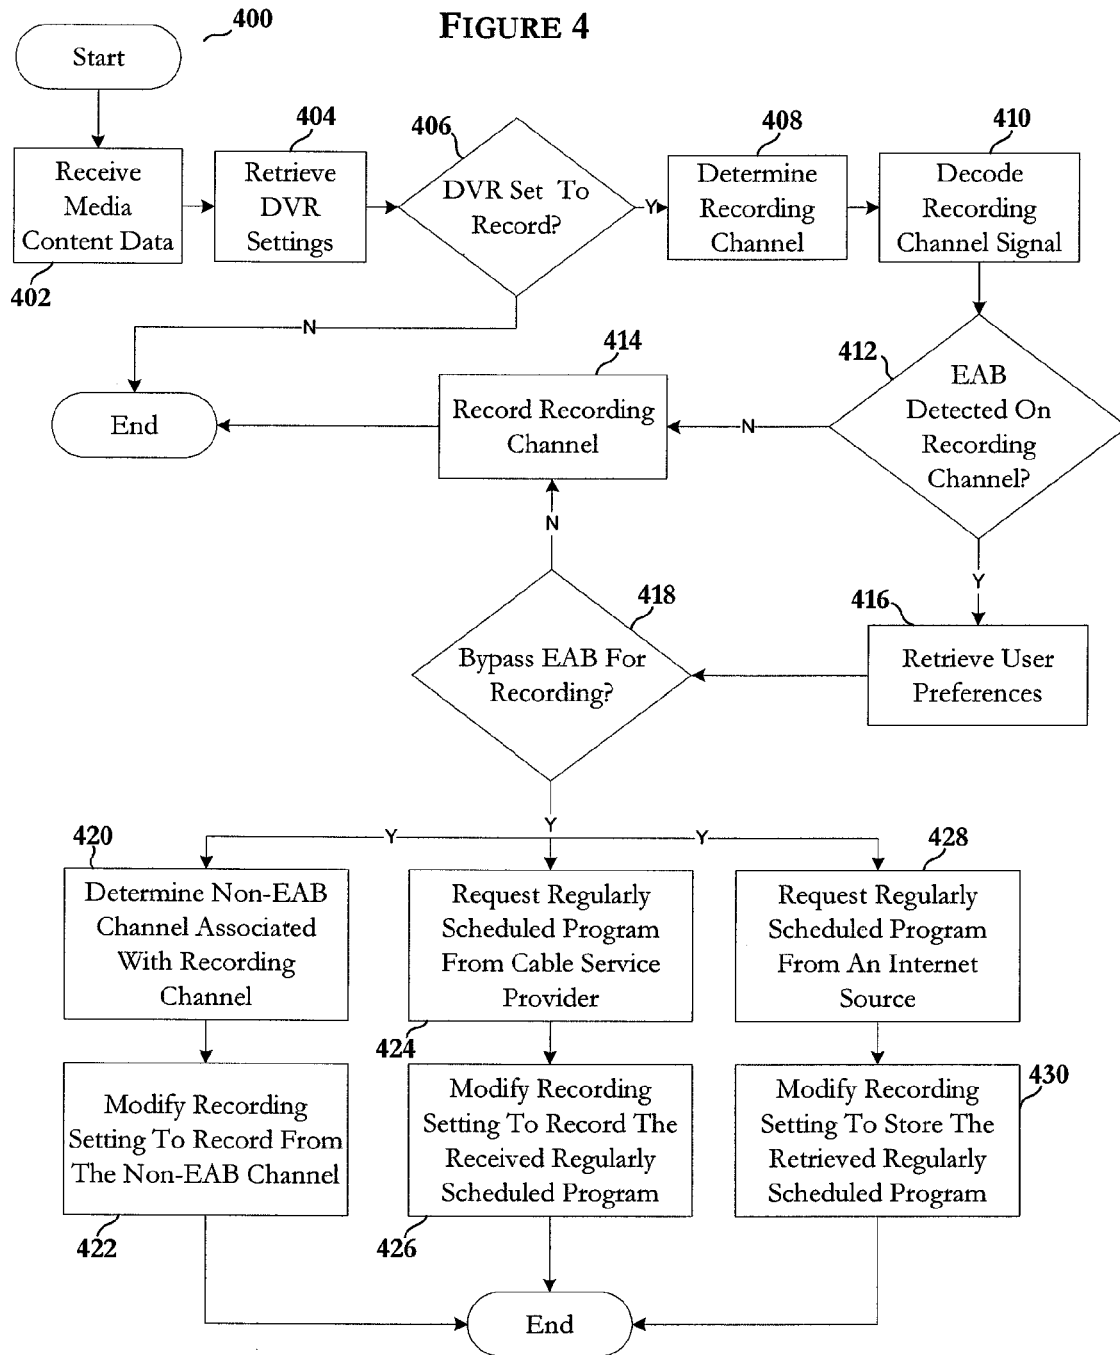 FIGURE 4
400
Start
402
Receive
Media
Content Data
404
Retrieve
DVR
Settings
406
DVR Set To
Record?
Y
N
408
Determine
Recording
Channel
410
Decode
Recording
Channel Signal
412
EAB
Detected On
Recording
Channel?
N
Y
414
Record Recording
Channel
End
416
Retrieve User
Preferences
418
Bypass EAB For
Recording?
N
Y
Y
Y
420
Determine Non-EAB
Channel Associated
With Recording
Channel
424
Request Regularly
Scheduled Program
From Cable Service
Provider
428
Request Regularly
Scheduled Program
From An Internet
Source
422
Modify Recording
Setting To Record From
The Non-EAB Channel
426
Modify Recording
Setting To Record The
Received Regularly
Scheduled Program
430
Modify Recording
Setting To Store The
Retrieved Regularly
Scheduled Program
End